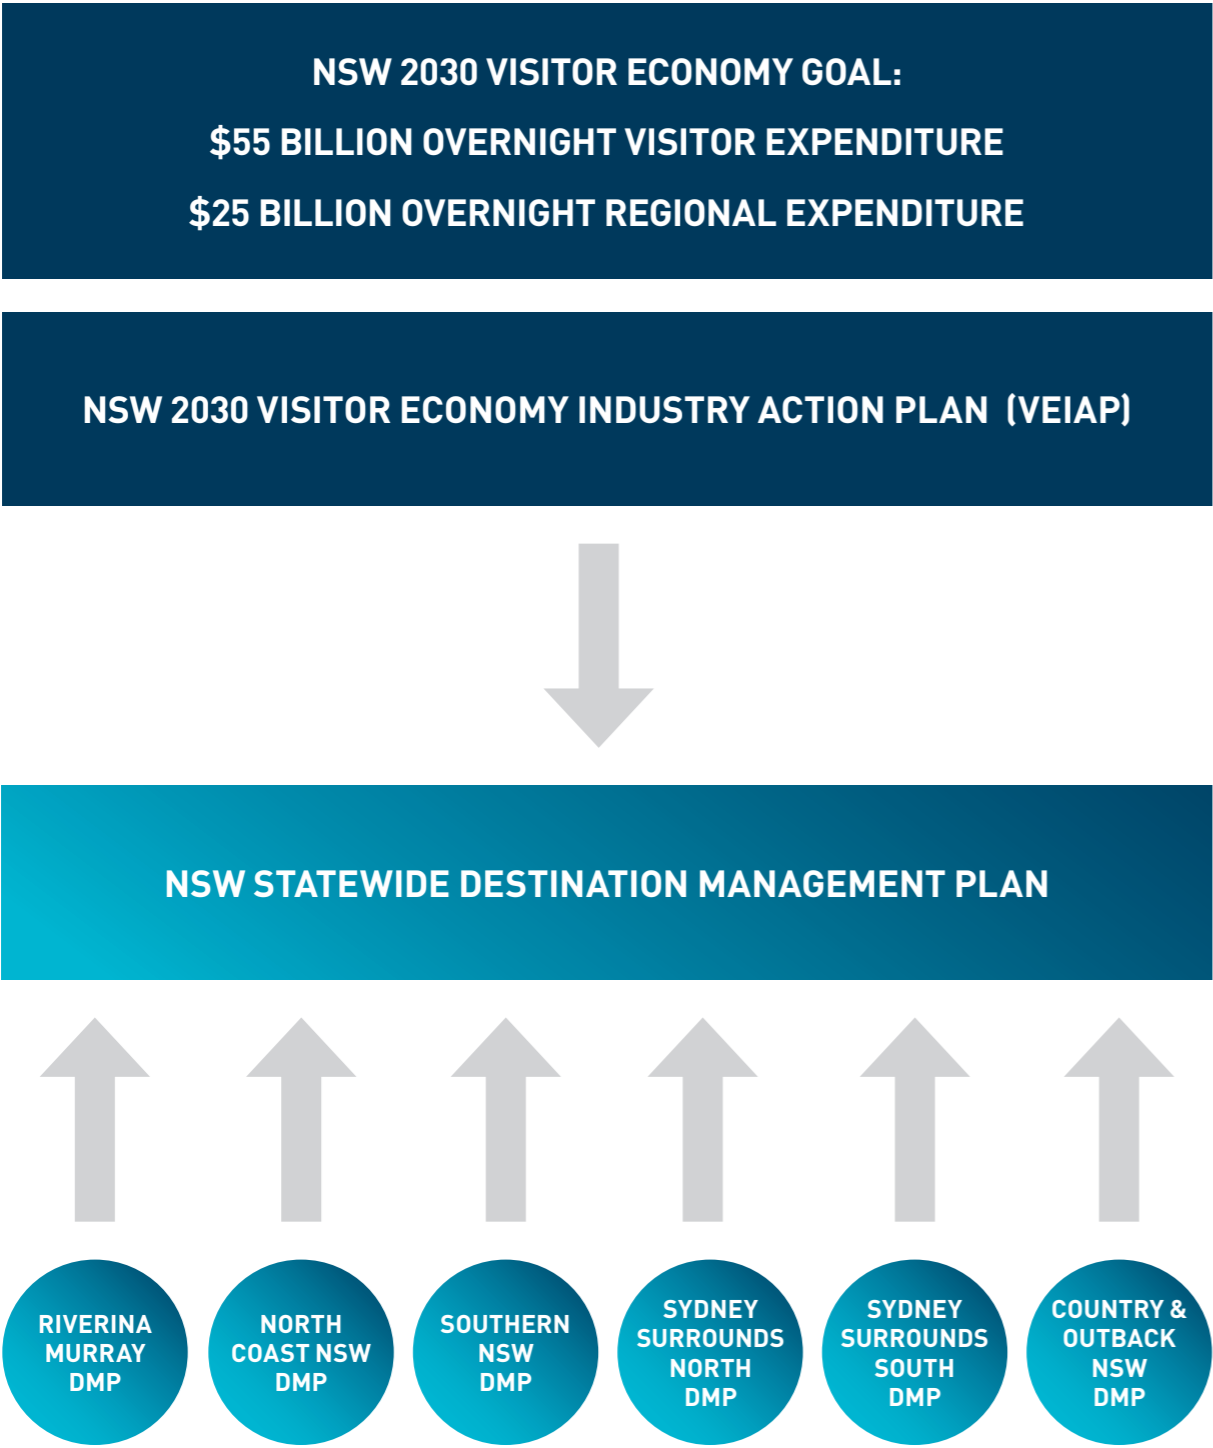 NSW 2030 VISITOR ECONOMY GOAL:
$55 BILLION OVERNIGHT VISITOR EXPENDITURE
$25 BILLION OVERNIGHT REGIONAL EXPENDITURE
NSW 2030 VISITOR ECONOMY INDUSTRY ACTION PLAN (VEIAP)
NSW STATEWIDE DESTINATION MANAGEMENT PLAN
RIVERINA
MURRAY
DMP
NORTH
COAST NSW
DMP
SOUTHERN
NSW
DMP
SYDNEY
SURROUNDS
NORTH
DMP
SYDNEY
SURROUNDS
SOUTH
DMP
COUNTRY &
OUTBACK
NSW
DMP